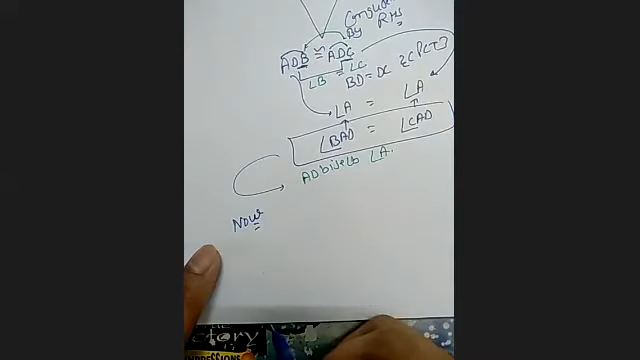 Congruent
By RHS
ADB ≅ ADC
∠B = ∠C
BD = DC {CPCT}
∠A = ∠A
∠BAD = ∠CAD
AD bisects ∠A.
Now